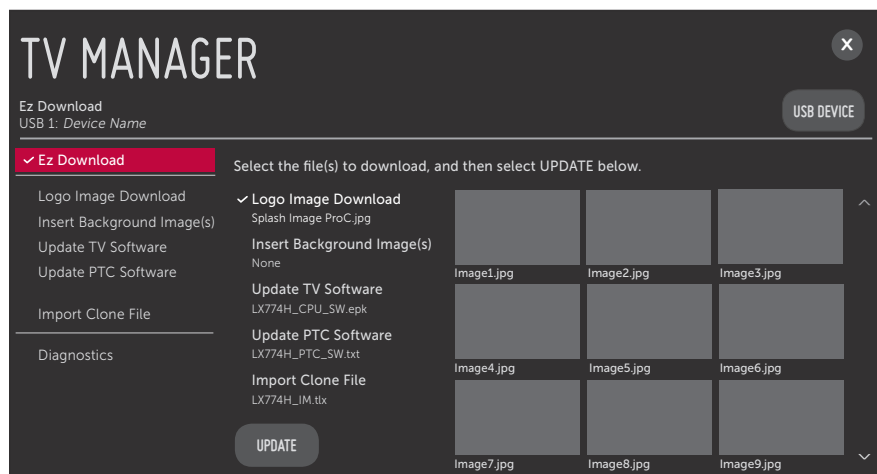 TV MANAGER
X
Ez Download
USB 1: Device Name
USB DEVICE
Ez Download
Logo Image Download
Insert Background Image(s)
Update TV Software
Update PTC Software
Import Clone File
Diagnostics
Select the file(s) to download, and then select UPDATE below.
Logo Image Download
Splash Image ProC.jpg
Insert Background Image(s)
None
Update TV Software
LX774H_CPU_SW.epk
Update PTC Software
LX774H_PTC_SW.txt
Import Clone File
LX774H_IM.tlx
UPDATE
Image1.jpg
Image2.jpg
Image3.jpg
Image4.jpg
Image5.jpg
Image6.jpg
Image7.jpg
Image8.jpg
Image9.jpg